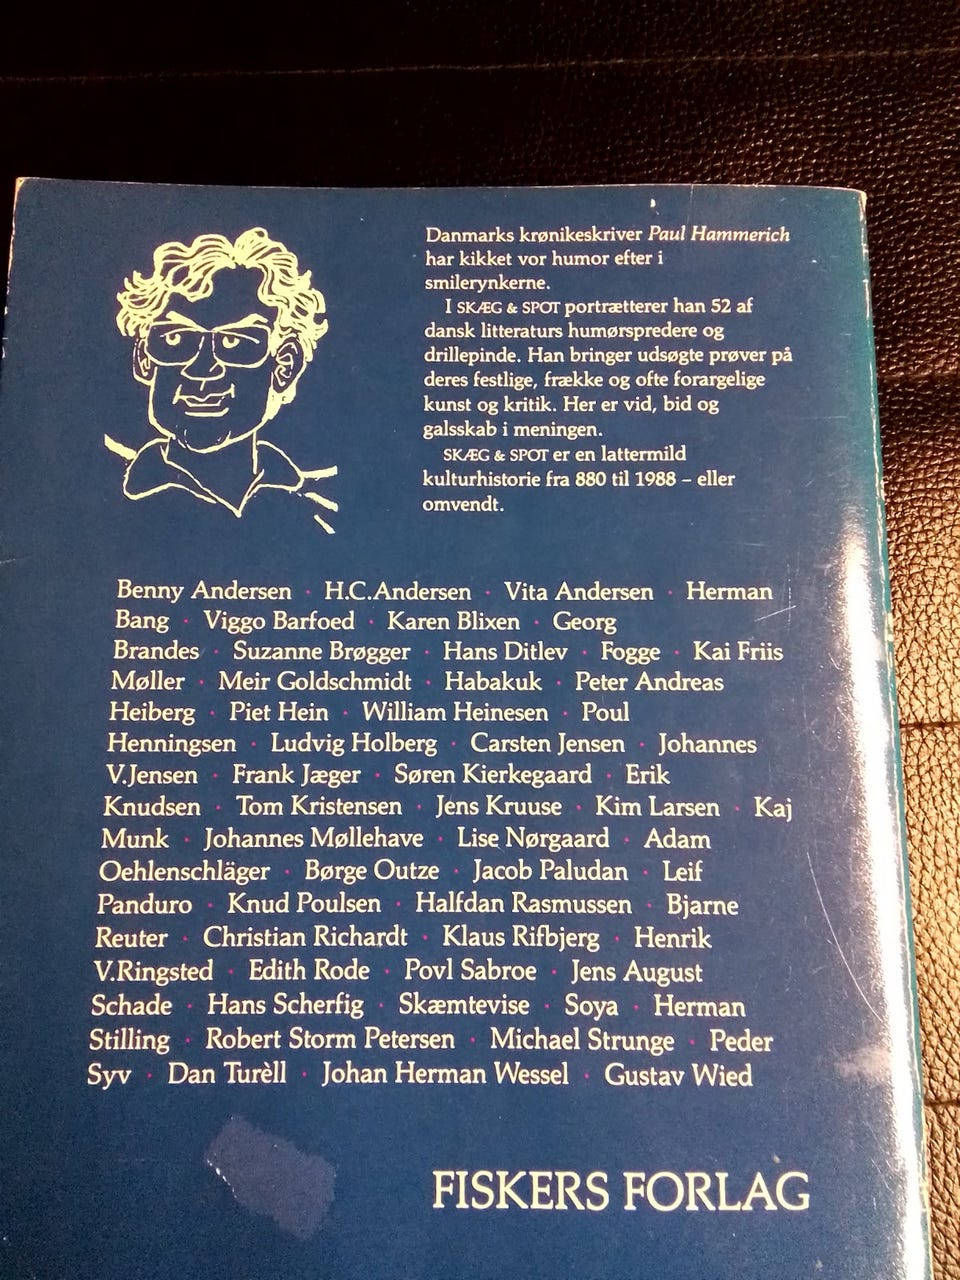 Danmarks krønikeskriver Paul Hammerich
har kikket vor humor efter i
smilerynkerne.
I SKÆG & SPOT portrætterer han 52 af
dansk litteraturs humørspredere og
drillepinde. Han bringer udsøgte prøver på
deres festlige, frække og ofte forargelige
kunst og kritik. Her er vid, bid og
galsskab i meningen.
SKÆG & SPOT er en lattermild
kulturhistorie fra 880 til 1988 – eller
omvendt.
Benny Andersen · H.C.Andersen · Vita Andersen · Herman
Bang · Viggo Barfoed · Karen Blixen · Georg
Brandes · Suzanne Brøgger · Hans Ditlev · Fogge · Kai Friis
Møller · Meir Goldschmidt · Habakuk · Peter Andreas
Heiberg · Piet Hein · William Heinesen · Poul
Henningsen · Ludvig Holberg · Carsten Jensen · Johannes
V.Jensen · Frank Jæger · Søren Kierkegaard · Erik
Knudsen · Tom Kristensen · Jens Kruuse · Kim Larsen · Kaj
Munk · Johannes Møllehave · Lise Nørgaard · Adam
Oehlenschläger · Børge Outze · Jacob Paludan · Leif
Panduro · Knud Poulsen · Halfdan Rasmussen · Bjarne
Reuter · Christian Richardt · Klaus Rifbjerg · Henrik
V.Ringsted · Edith Rode · Povl Sabroe · Jens August
Schade · Hans Scherfig · Skæmtevise · Soya · Herman
Stilling · Robert Storm Petersen · Michael Strunge · Peder
Syv · Dan Turèll · Johan Herman Wessel · Gustav Wied
FISKERS FORLAG